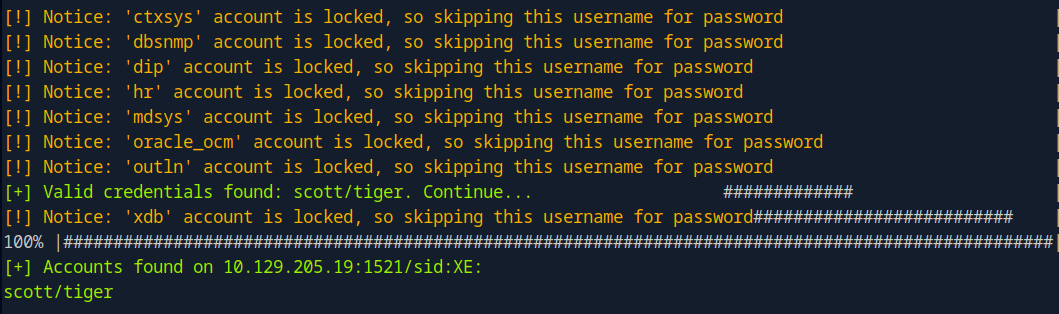 [!] Notice: 'ctxsys' account is locked, so skipping this username for password
[!] Notice: 'dbsnmp' account is locked, so skipping this username for password
[!] Notice: 'dip' account is locked, so skipping this username for password
[!] Notice: 'hr' account is locked, so skipping this username for password
[!] Notice: 'mdsys' account is locked, so skipping this username for password
[!] Notice: 'oracle_ocm' account is locked, so skipping this username for password
[!] Notice: 'outln' account is locked, so skipping this username for password
[+] Valid credentials found: scott/tiger. Continue... #############
[!] Notice: 'xdb' account is locked, so skipping this username for password##########################
100% |###################################################################################################|
[+] Accounts found on 10.129.205.19:1521/sid:XE:
scott/tiger